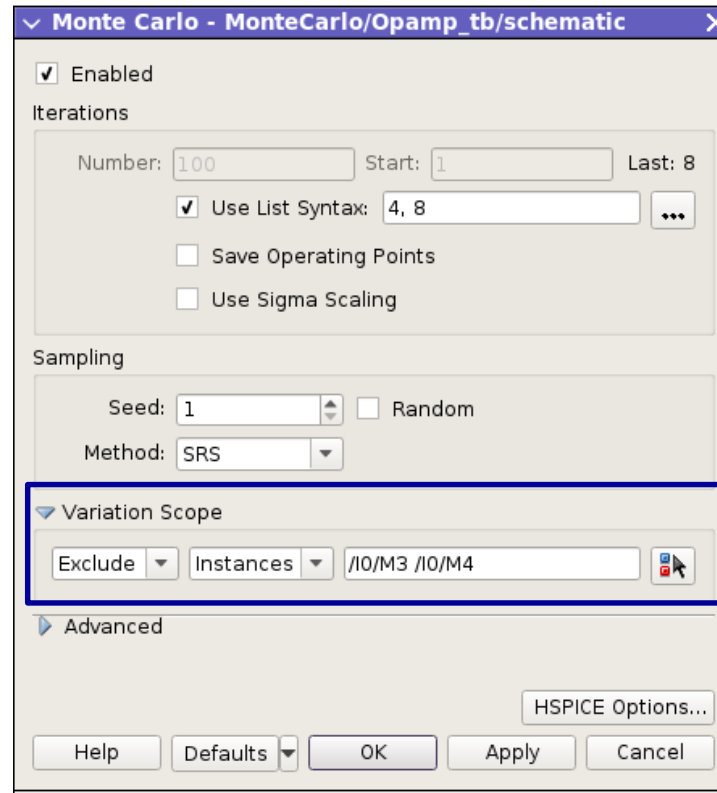 Monte Carlo - MonteCarlo/Opamp_tb/schematic
Enabled
Iterations
Number: 100 Start: 1 Last: 8
Use List Syntax: 4, 8 ...
Save Operating Points
Use Sigma Scaling
Sampling
Seed: 1 Random
Method: SRS
Variation Scope
Exclude Instances /I0/M3 /I0/M4
Advanced
HSPICE Options...
Help Defaults OK Apply Cancel